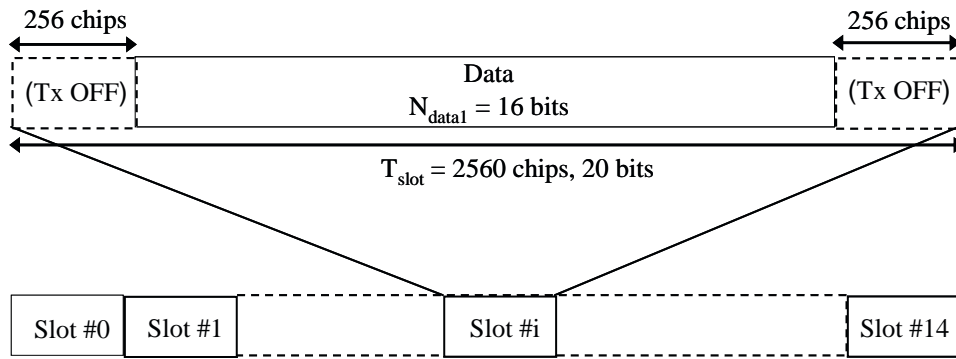 256 chips
256 chips
(Tx OFF)
Data
N_data1 = 16 bits
(Tx OFF)
T_slot = 2560 chips, 20 bits
Slot #0
Slot #1
Slot #i
Slot #14